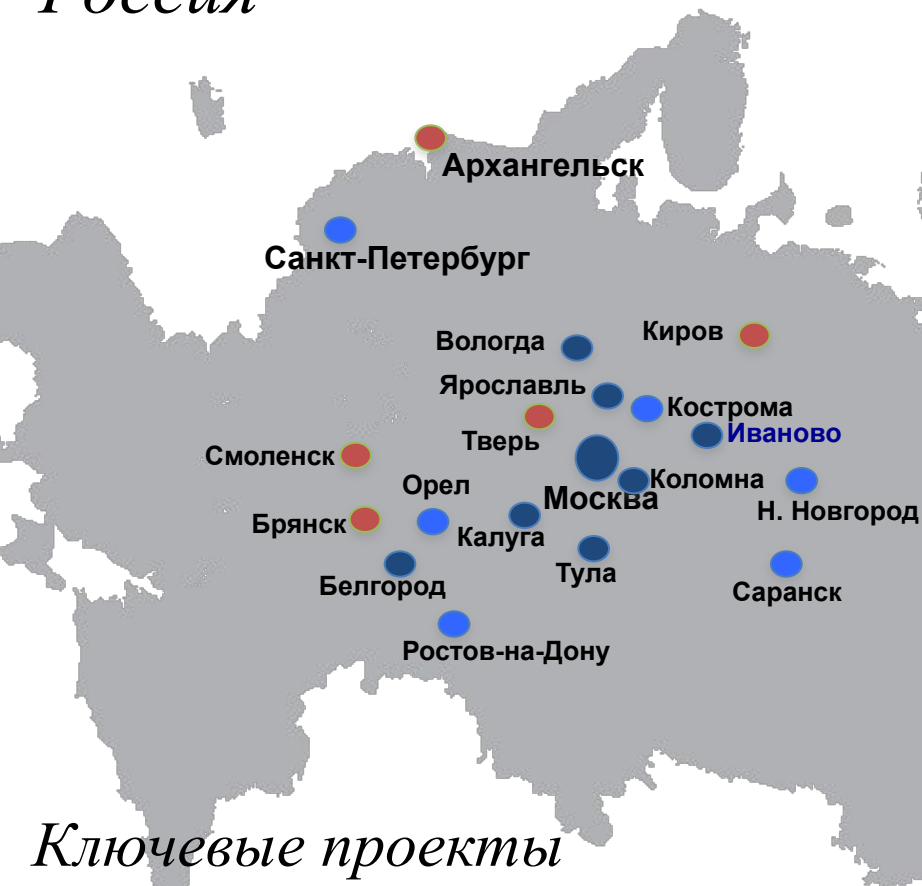 Россия
Архангельск
Санкт-Петербург
Вологда
Киров
Ярославль
Кострома
Тверь
Иваново
Смоленск
Коломна
Орел
Москва
Н. Новгород
Брянск
Калуга
Тула
Белгород
Саранск
Ростов-на-Дону
Ключевые проекты